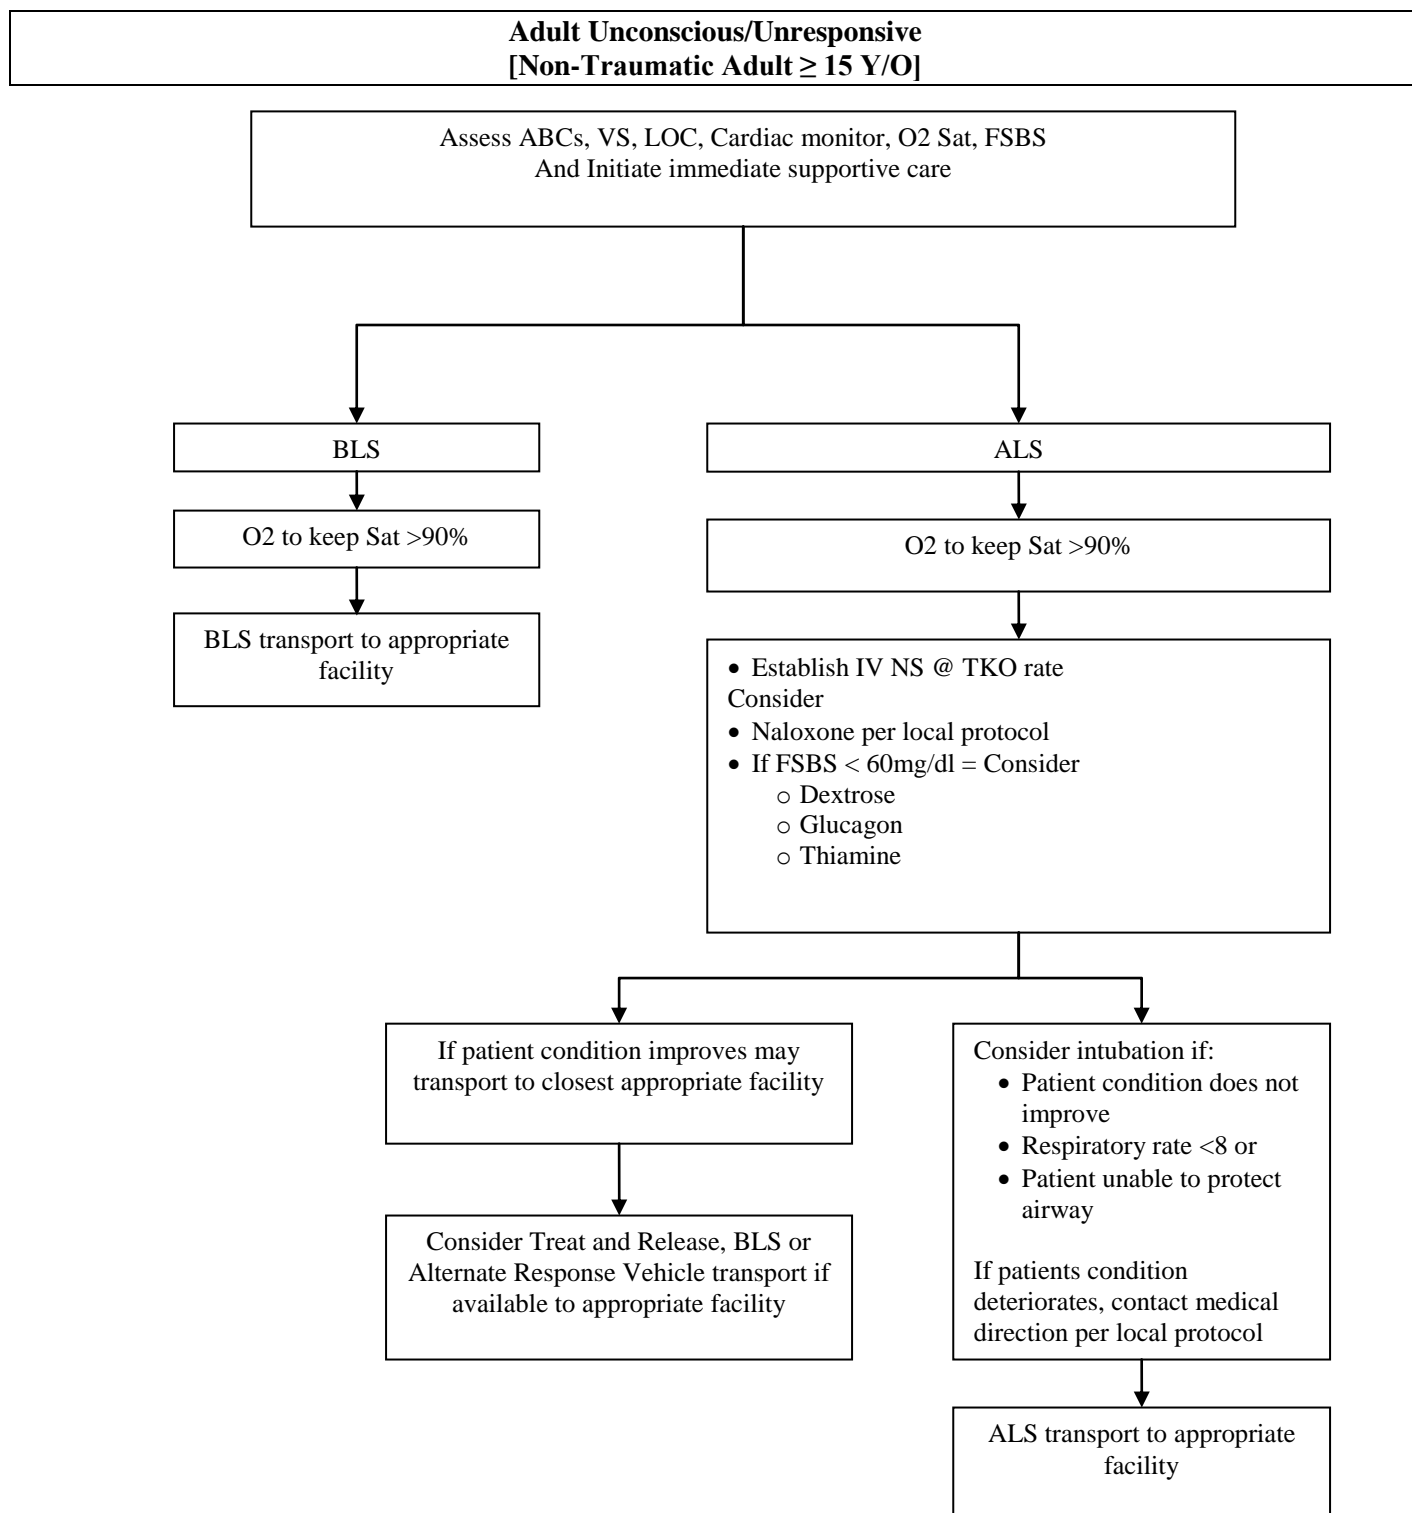 Adult Unconscious/Unresponsive
[Non-Traumatic Adult ≥ 15 Y/O]
Assess ABCs, VS, LOC, Cardiac monitor, O2 Sat, FSBS
And Initiate immediate supportive care
BLS
O2 to keep Sat >90%
BLS transport to appropriate
facility
ALS
O2 to keep Sat >90%
• Establish IV NS @ TKO rate
Consider
• Naloxone per local protocol
• If FSBS < 60mg/dl = Consider
o Dextrose
o Glucagon
o Thiamine
If patient condition improves may
transport to closest appropriate facility
Consider Treat and Release, BLS or
Alternate Response Vehicle transport if
available to appropriate facility
Consider intubation if:
• Patient condition does not
improve
• Respiratory rate <8 or
• Patient unable to protect
airway
If patients condition
deteriorates, contact medical
direction per local protocol
ALS transport to appropriate
facility